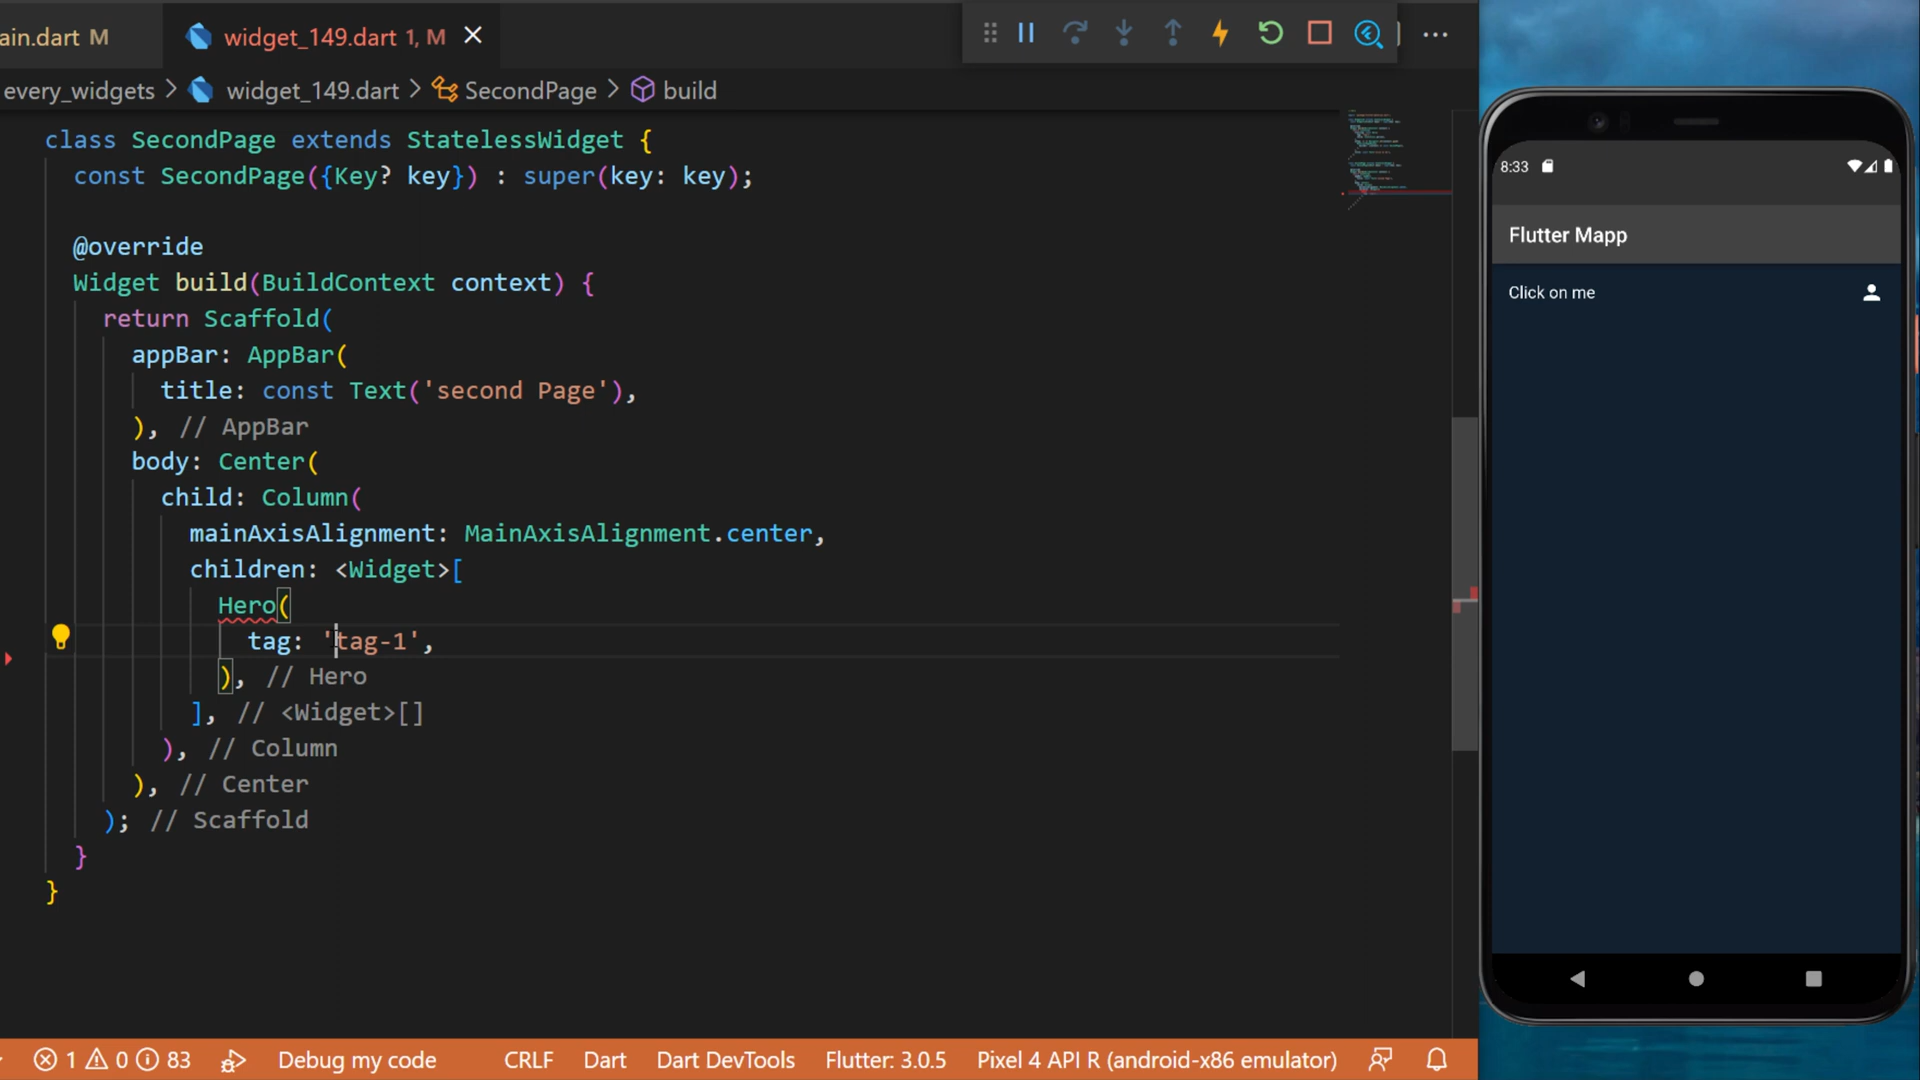 ain.dart M
widget_149.dart 1, M
every_widgets > widget_149.dart > SecondPage > build
class SecondPage extends StatelessWidget {
const SecondPage({Key? key}) : super(key: key);
@override
Widget build(BuildContext context) {
return Scaffold(
appBar: AppBar(
title: const Text('second Page'),
), // AppBar
body: Center(
child: Column(
mainAxisAlignment: MainAxisAlignment.center,
children: <Widget>[
Hero(
tag: 'tag-1',
), // Hero
], // <Widget>[]
), // Column
), // Center
); // Scaffold
}
}
1 0 83 Debug my code CRLF Dart Dart DevTools Flutter: 3.0.5 Pixel 4 API R (android-x86 emulator)
8:33
Flutter Mapp
Click on me